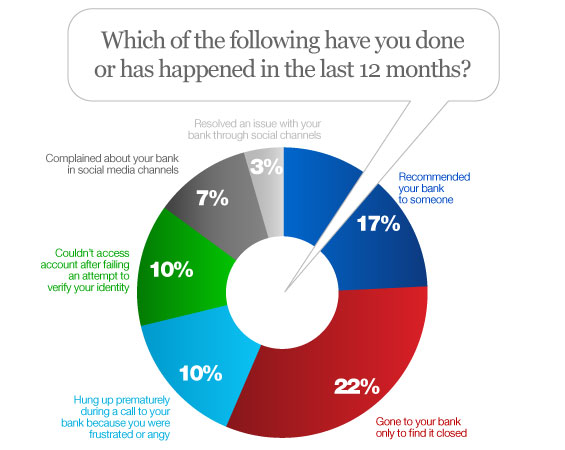 Which of the following have you done
or has happened in the last 12 months?
Resolved an issue with your
bank through social channels
3%
Complained about your bank
in social media channels
7%
Recommended
your bank
to someone
17%
Couldn't access
account after failing
an attempt to
verify your identity
10%
10%
Hung up prematurely
during a call to your
bank because you were
frustrated or angy
22%
Gone to your bank
only to find it closed